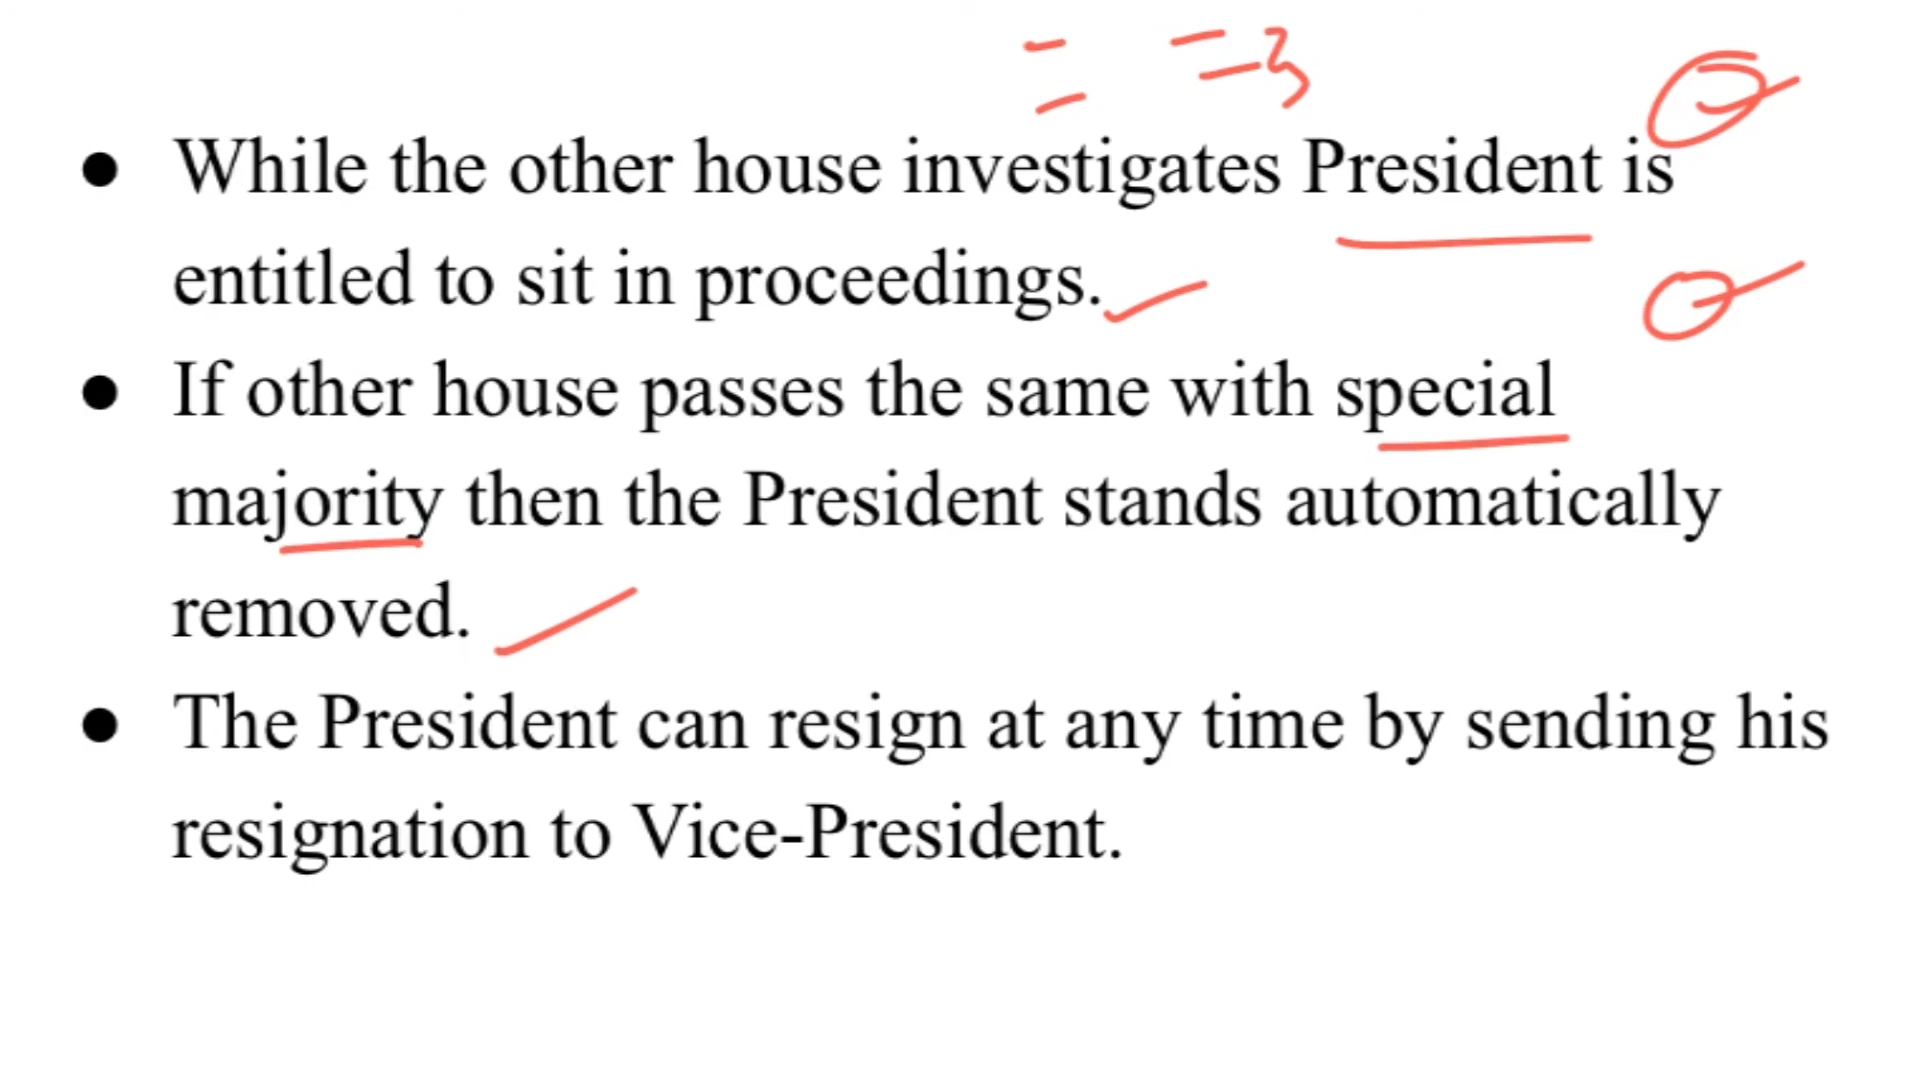 ● While the other house investigates President is
entitled to sit in proceedings.
● If other house passes the same with special
majority then the President stands automatically
removed.
● The President can resign at any time by sending his
resignation to Vice-President.